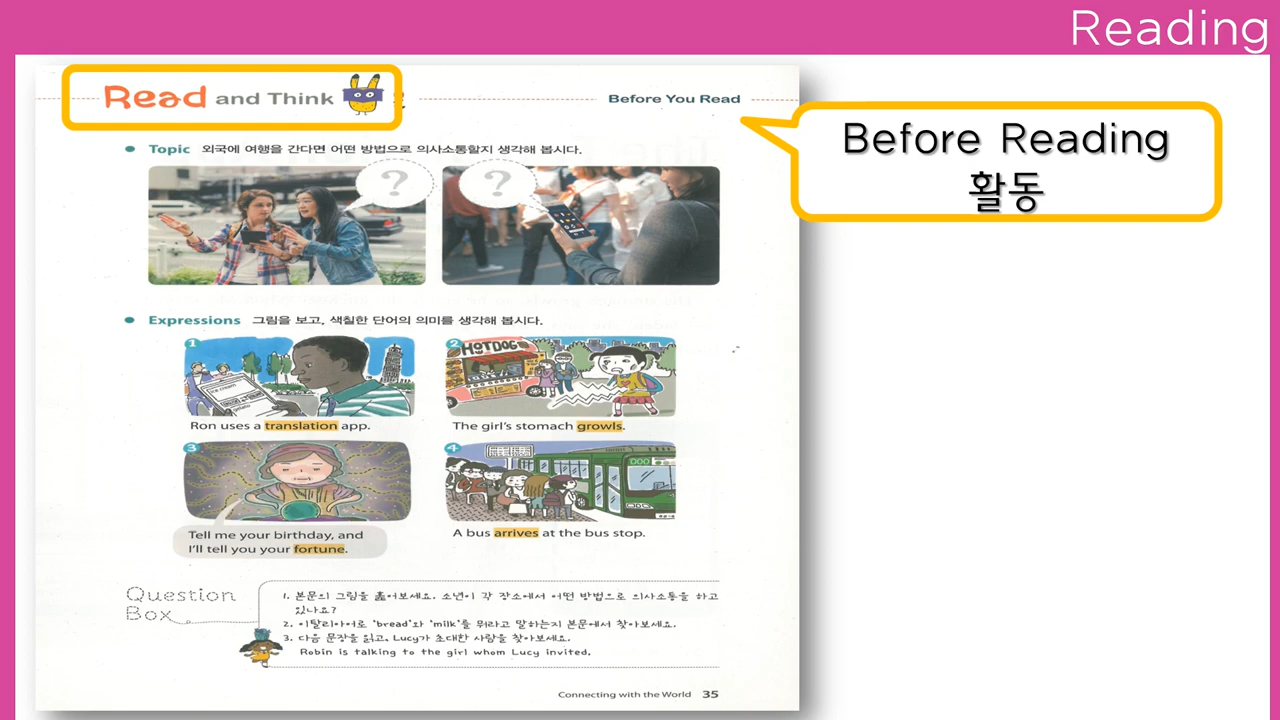 Reading
Read and Think
Before You Read
Before Reading
활동
Topic 외국에 여행을 간다면 어떤 방법으로 의사소통할지 생각해 봅시다.
?
?
Expressions 그림을 보고, 색칠한 단어의 의미를 생각해 봅시다.
1
Ron uses a translation app.
2
HOTDOG
The girl's stomach growls.
3
Tell me your birthday, and
I'll tell you your fortune.
4
A bus arrives at the bus stop.
Question
Box
1. 본문의 그림을 훑어보세요. 소년이 각 장소에서 어떤 방법으로 의사소통을 하고
있나요?
2. 이탈리아어로 'bread'와 'milk'를 뭐라고 말하는지 본문에서 찾아보세요.
3. 다음 문장을 읽고, Lucy가 초대한 사람을 찾아보세요.
Robin is talking to the girl whom Lucy invited.
Connecting with the World 35